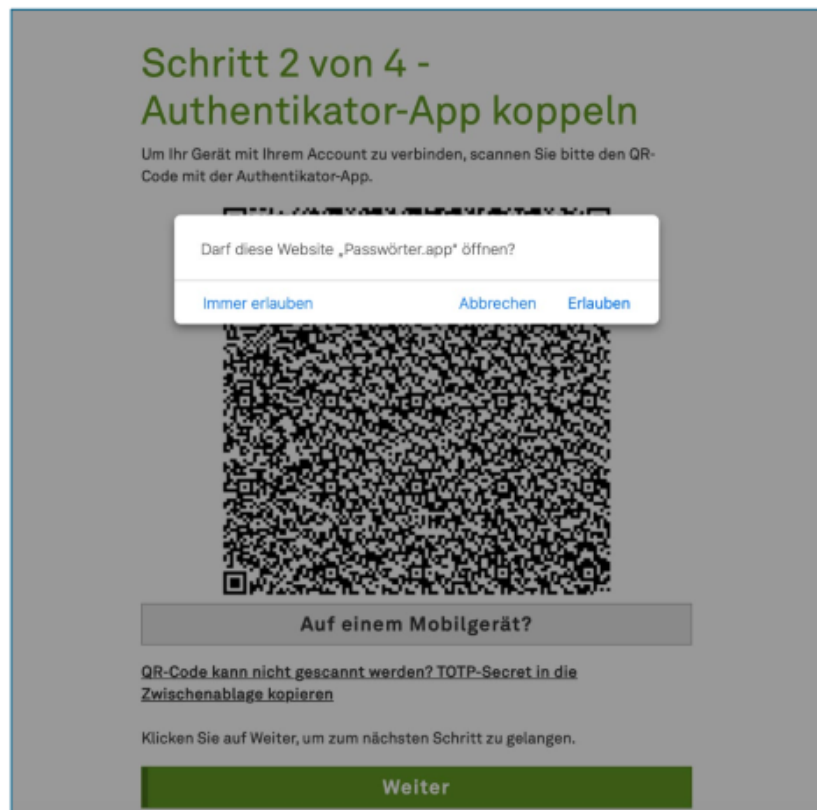 Schritt 2 von 4 -
Authentikator-App koppeln
Um Ihr Gerät mit Ihrem Account zu verbinden, scannen Sie bitte den QR-
Code mit der Authentikator-App.
Darf diese Website „Passwörter.app“ öffnen?
Immer erlauben Abbrechen Erlauben
Auf einem Mobilgerät?
QR-Code kann nicht gescannt werden? TOTP-Secret in die
Zwischenablage kopieren
Klicken Sie auf Weiter, um zum nächsten Schritt zu gelangen.
Weiter